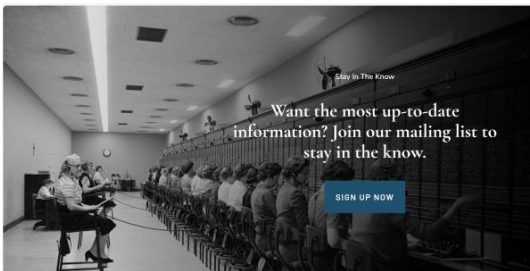 Stay In The Know
Want the most up-to-date
information? Join our mailing list to
stay in the know.
SIGN UP NOW